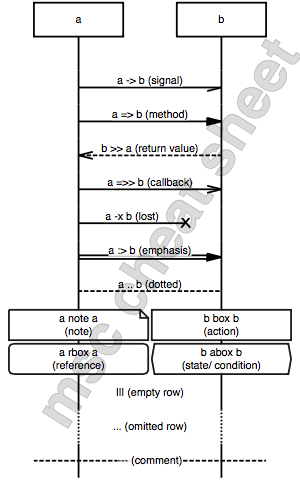 a b
a -> b (signal)
a => b (method)
b >> a (return value)
a =>> b (callback)
a -x b (lost)
a :> b (emphasis)
a .. b (dotted)
a note a b box b
(note) (action)
a rbox a b abox b
(reference) (state/ condition)
III (empty row)
... (omitted row)
(comment)
msc cheat sheet